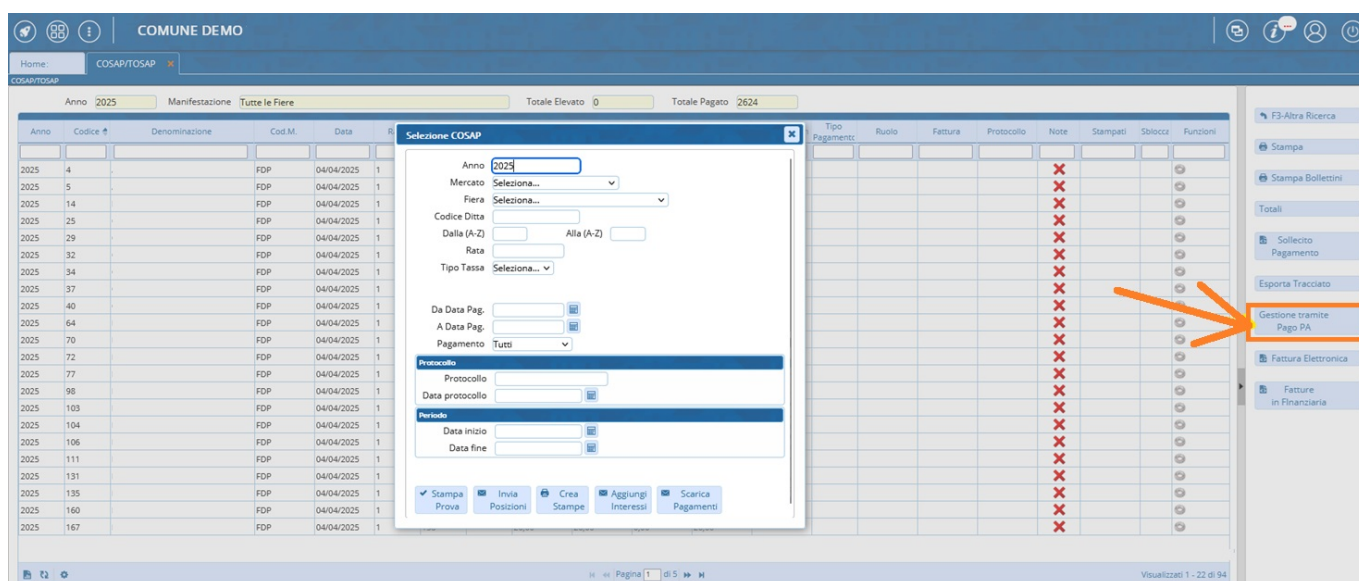 COMUNE DEMO
Home: COSAP/TOSAP
COSAP/TOSAP
Anno 2025 Manifestazione Tutte le Fiere Totale Elevato 0 Totale Pagato 2624
Anno Codice Denominazione Cod.M. Data Tipo Pagamento Ruolo Fattura Protocollo Note Stampati Sblocca Funzioni
2025 4 FDP 04/04/2025 1
2025 5 FDP 04/04/2025 1
2025 14 FDP 04/04/2025 1
2025 25 FDP 04/04/2025 1
2025 29 FDP 04/04/2025 1
2025 32 FDP 04/04/2025 1
2025 34 FDP 04/04/2025 1
2025 37 FDP 04/04/2025 1
2025 40 FDP 04/04/2025 1
2025 64 FDP 04/04/2025 1
2025 70 FDP 04/04/2025 1
2025 72 FDP 04/04/2025 1
2025 77 FDP 04/04/2025 1
2025 98 FDP 04/04/2025 1
2025 103 FDP 04/04/2025 1
2025 104 FDP 04/04/2025 1
2025 106 FDP 04/04/2025 1
2025 111 FDP 04/04/2025 1
2025 131 FDP 04/04/2025 1
2025 135 FDP 04/04/2025 1
2025 160 FDP 04/04/2025 1
2025 167 FDP 04/04/2025 1
Selezione COSAP
Anno 2025
Mercato Seleziona...
Fiera Seleziona...
Codice Ditta
Dalla (A-Z) Alla (A-Z)
Rata
Tipo Tassa Seleziona...
Da Data Pag.
A Data Pag.
Pagamento Tutti
Protocollo
Protocollo
Data protocollo
Periodo
Data inizio
Data fine
Stampa Prova
Invia Posizioni
Crea Stampe
Aggiungi Interessi
Scarica Pagamenti
F3-Altra Ricerca
Stampa
Stampa Bollettini
Totali
Sollecito
Pagamento
Esporta Tracciato
Gestione tramite
Pago PA
Fattura Elettronica
Fatture
in FInanziaria
Pagina 1 di 5
Visualizzati 1 - 22 di 94